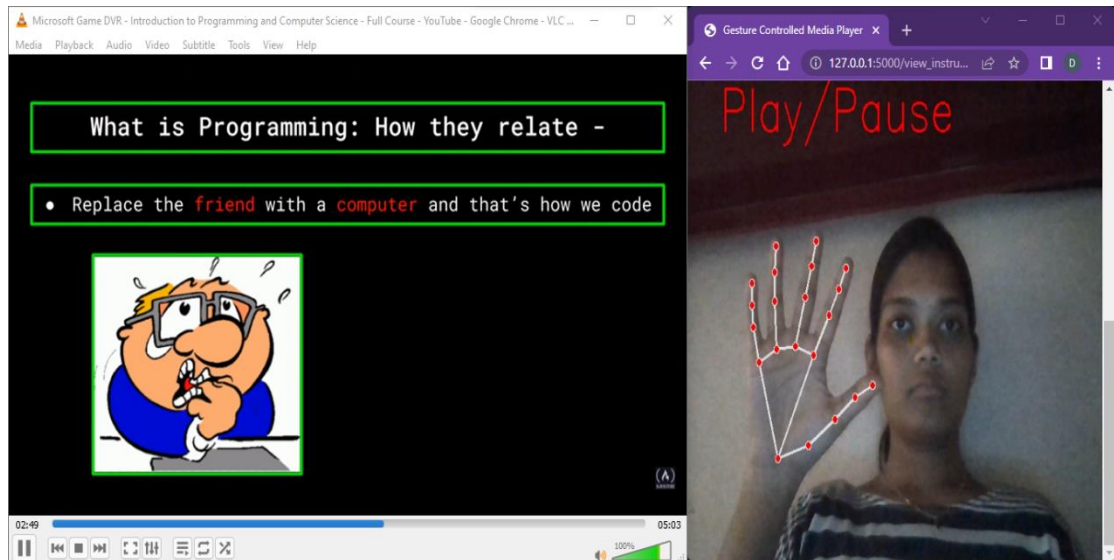 Microsoft Game DVR - Introduction to Programming and Computer Science - Full Course - YouTube - Google Chrome - VLC ...
Media Playback Audio Video Subtitle Tools View Help
What is Programming: How they relate -
• Replace the friend with a computer and that's how we code
02:49
05:03
100%
Gesture Controlled Media Player
127.0.0.1:5000/view_instru...
D
Play/Pause